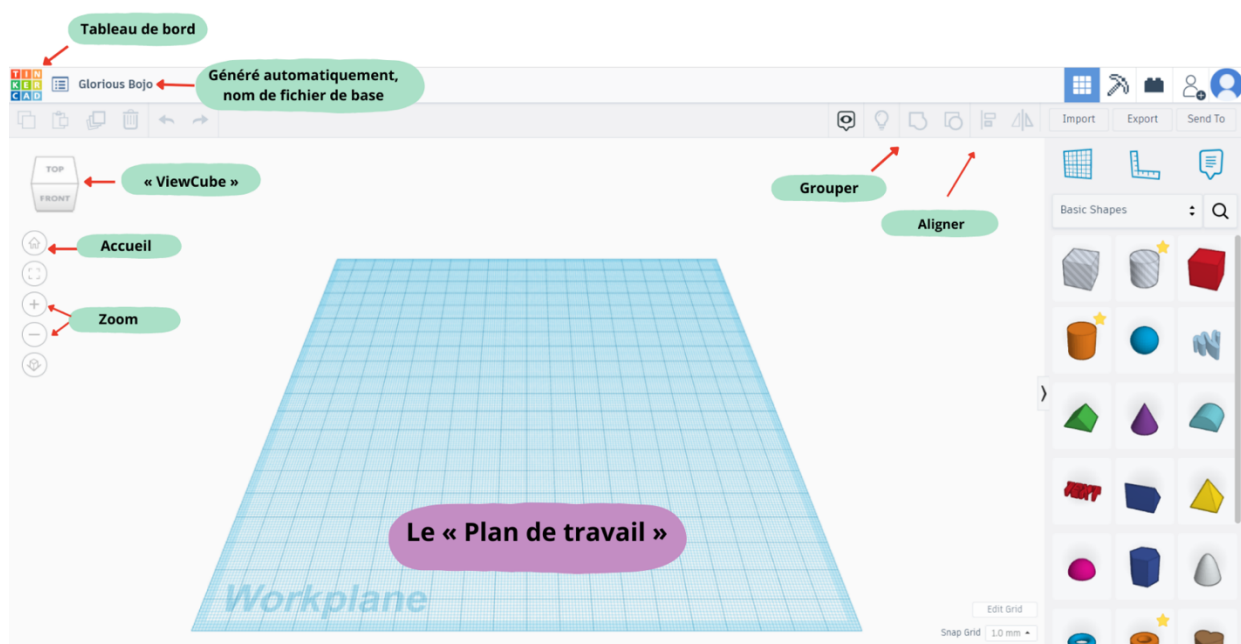 Tableau de bord
TIN
KER
CAD
Glorious Bojo
Généré automatiquement,
nom de fichier de base
Import
Export
Send To
TOP
FRONT
« ViewCube »
Grouper
Aligner
Basic Shapes
Accueil
Zoom
TEXT
Le « Plan de travail »
Workplane
Edit Grid
Snap Grid
1.0 mm